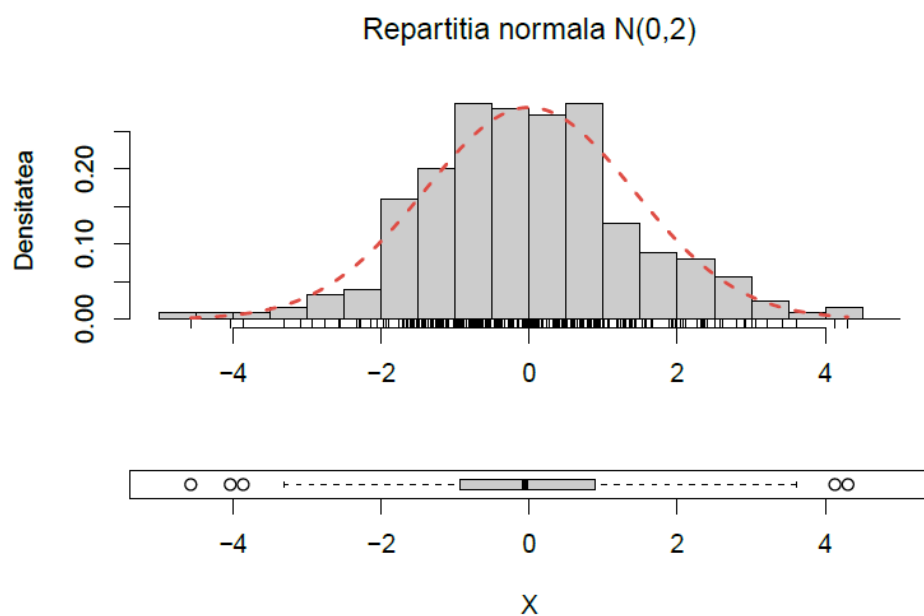 Repartitia normala N(0,2)
Densitatea
0.00 0.10 0.20
−4 −2 0 2 4
−4 −2 0 2 4
X